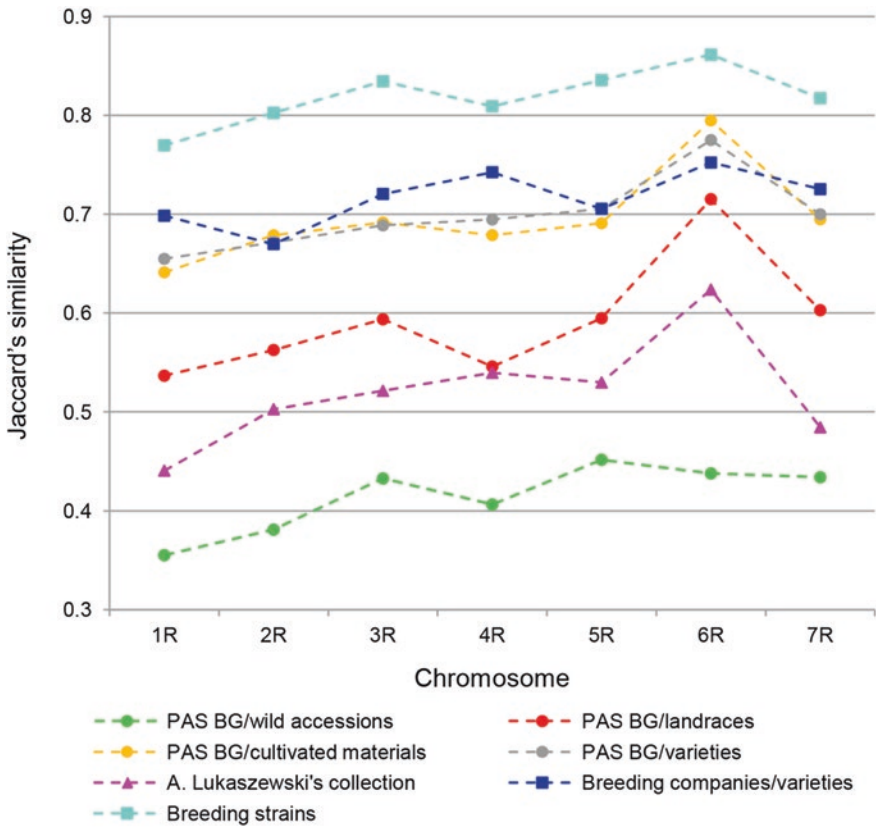 0.9
0.8
0.7
0.6
0.5
0.4
0.3
Jaccard's similarity
1R 2R 3R 4R 5R 6R 7R
Chromosome
PAS BG/wild accessions PAS BG/landraces
PAS BG/cultivated materials PAS BG/varieties
A. Lukaszewski's collection Breeding companies/varieties
Breeding strains